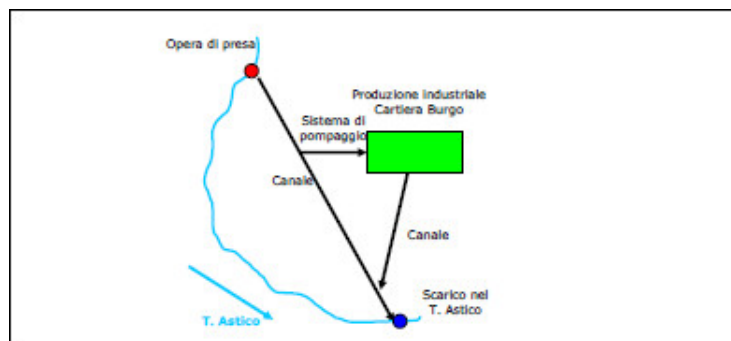 Opera di presa
Produzione industriale
Cartiera Burgo
Sistema di
pompaggio
Canale
Canale
Scarico nel
T. Astico
T. Astico